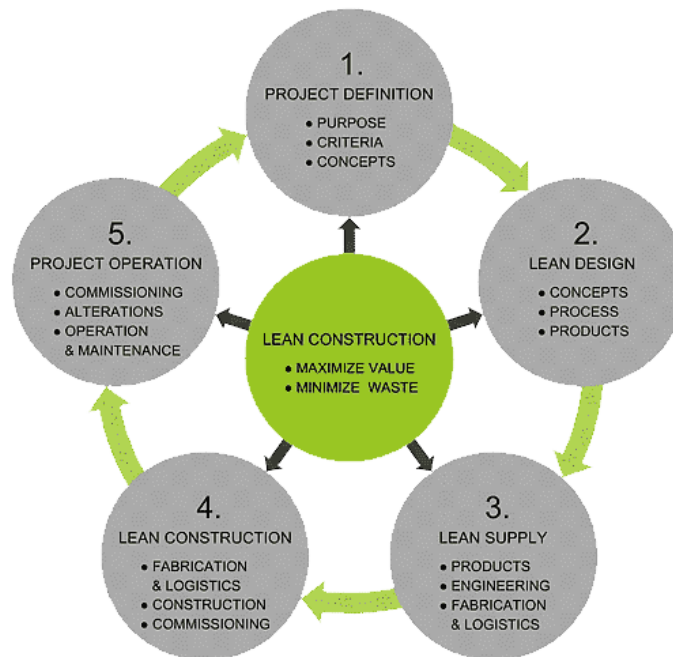 1.
PROJECT DEFINITION
● PURPOSE
● CRITERIA
● CONCEPTS
2.
LEAN DESIGN
● CONCEPTS
● PROCESS
● PRODUCTS
3.
LEAN SUPPLY
● PRODUCTS
● ENGINEERING
● FABRICATION
& LOGISTICS
4.
LEAN CONSTRUCTION
● FABRICATION
& LOGISTICS
● CONSTRUCTION
● COMMISSIONING
5.
PROJECT OPERATION
● COMMISSIONING
● ALTERATIONS
● OPERATION
& MAINTENANCE
LEAN CONSTRUCTION
● MAXIMIZE VALUE
● MINIMIZE WASTE